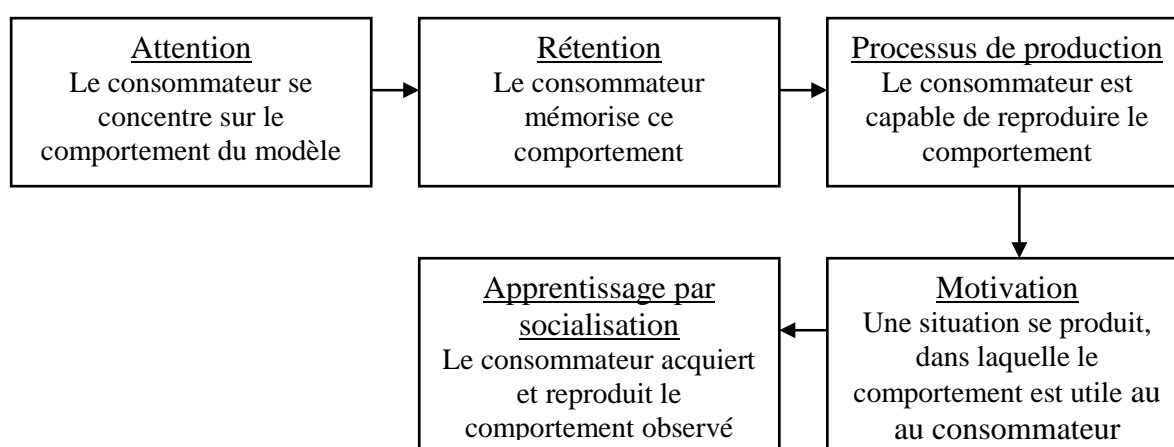 Attention
Le consommateur se
concentre sur le
comportement du modèle
Rétention
Le consommateur
mémorise ce
comportement
Processus de production
Le consommateur est
capable de reproduire le
comportement
Motivation
Une situation se produit,
dans laquelle le
comportement est utile au
au consommateur
Apprentissage par
socialisation
Le consommateur acquiert
et reproduit le
comportement observé